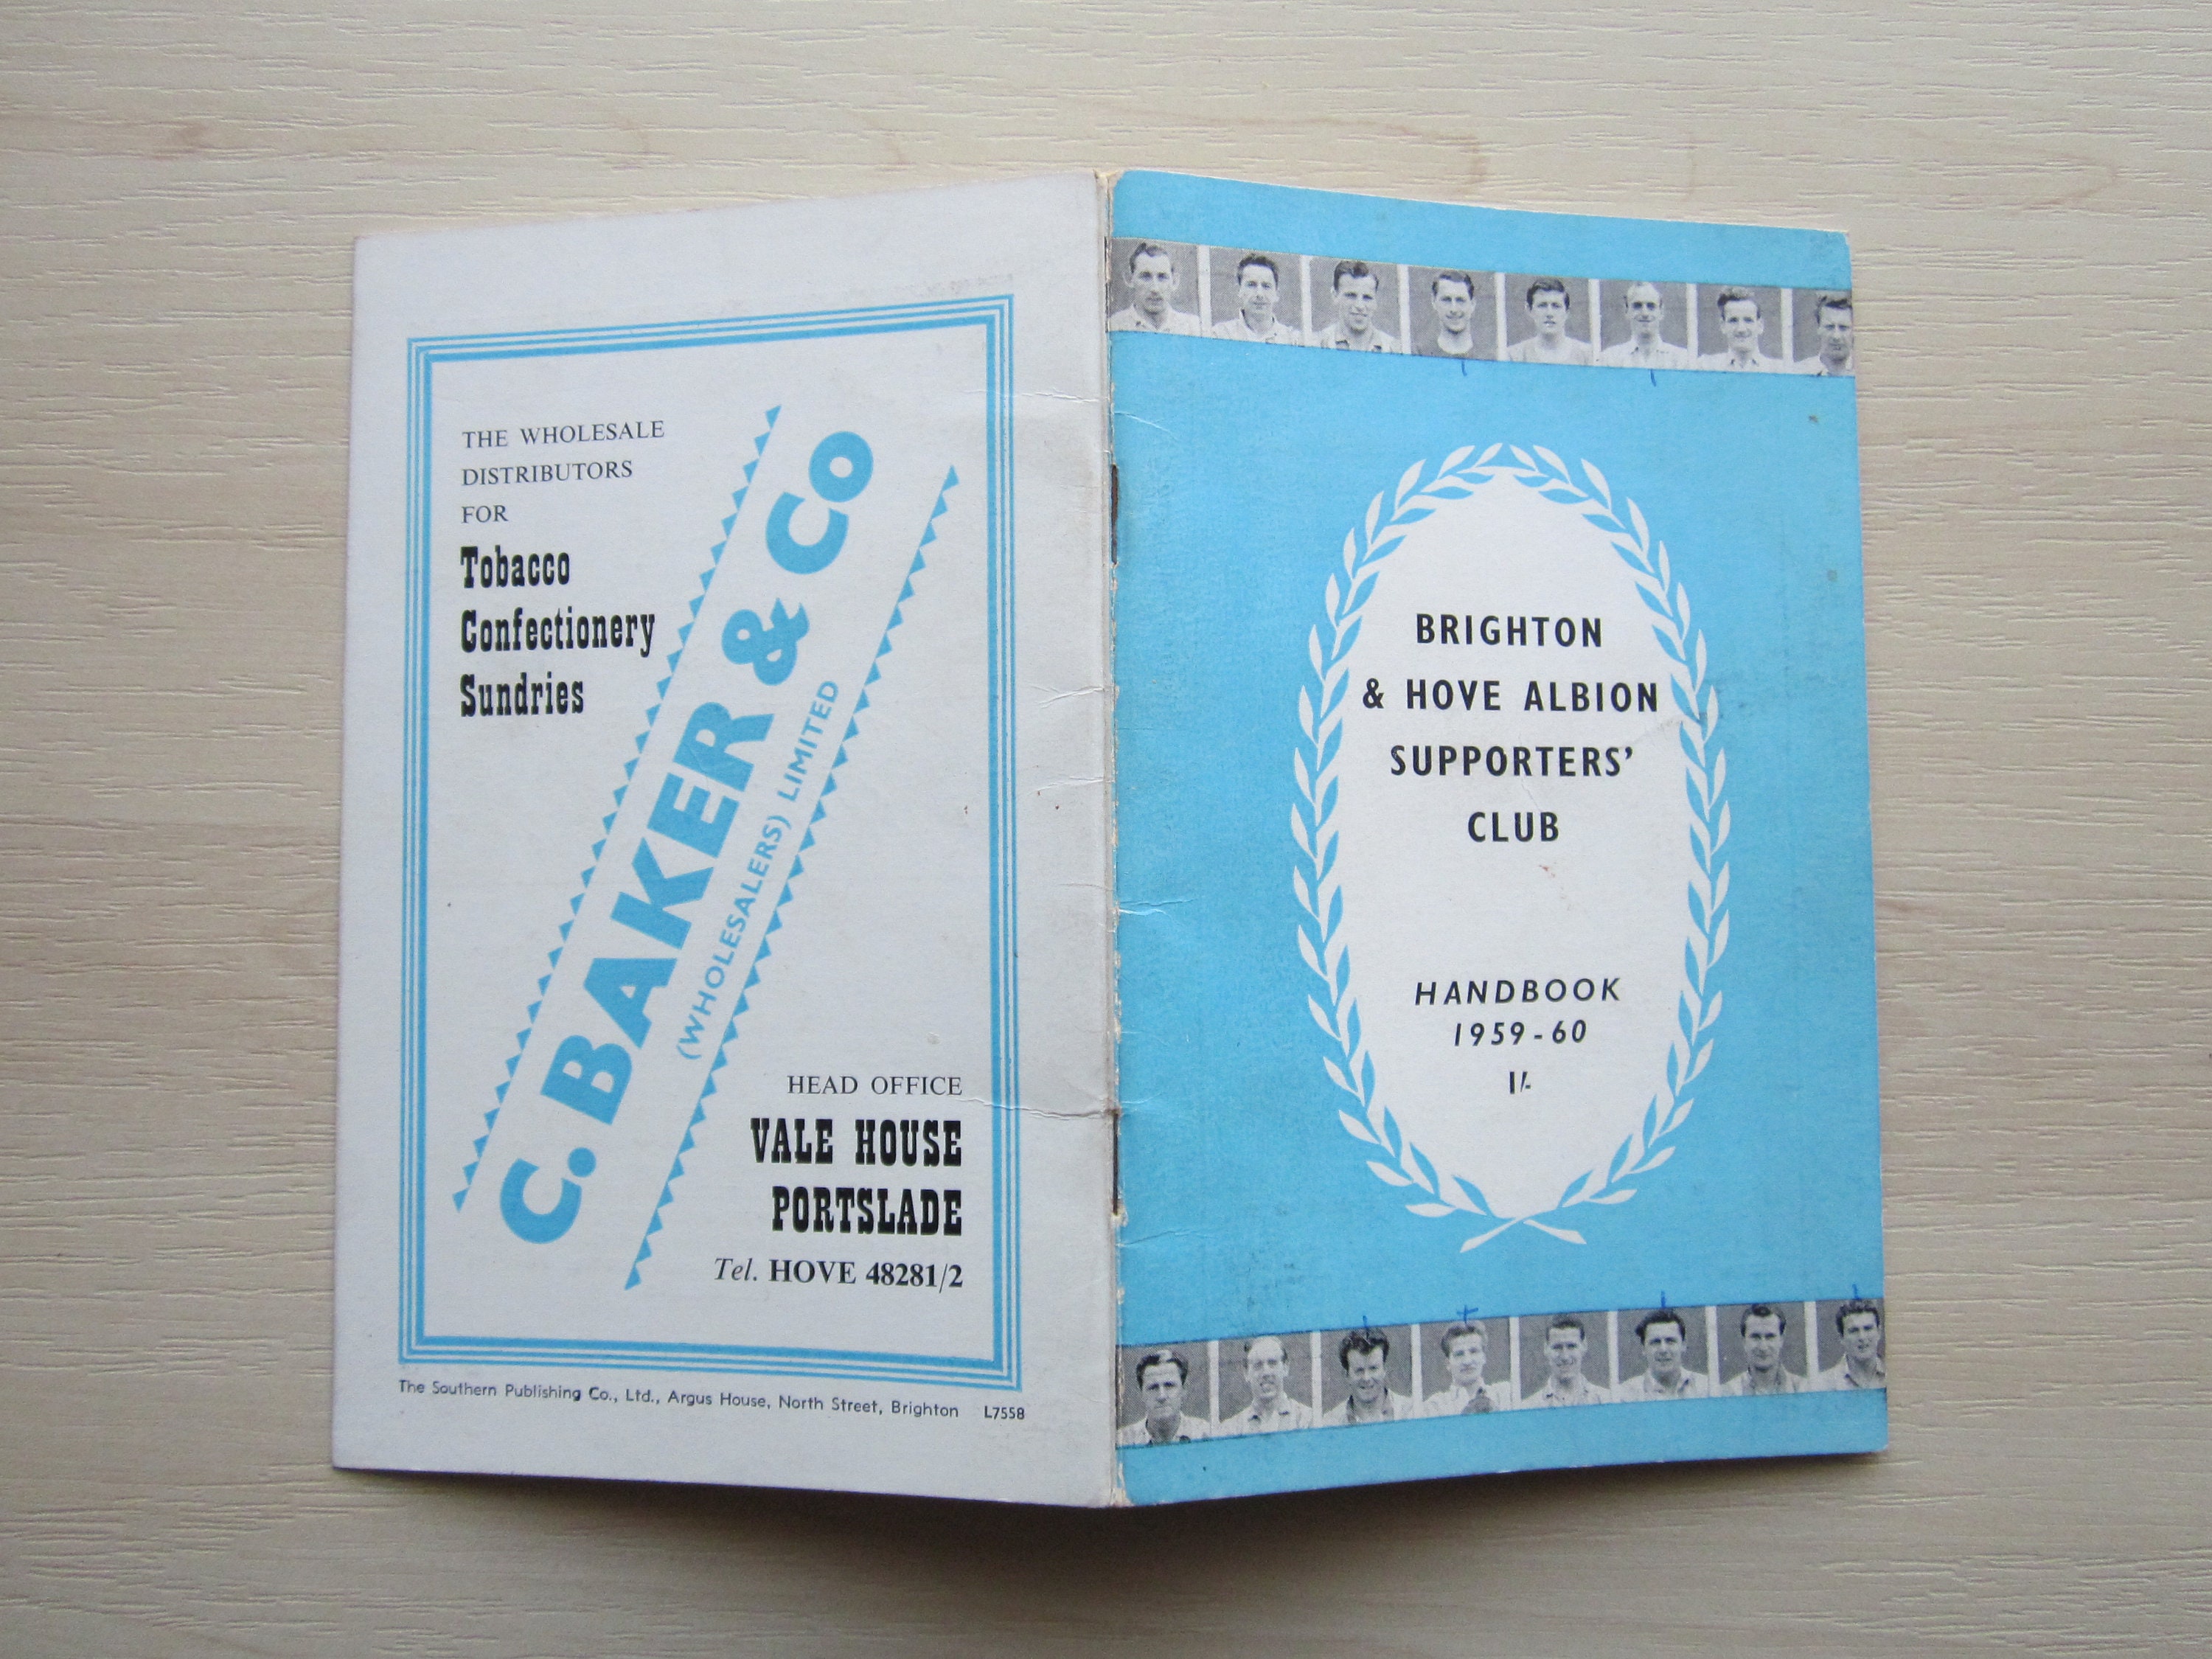 THE WHOLESALE
DISTRIBUTORS
FOR
Tobacco
Confectionery
Sundries
C. BAKER & Co
(WHOLESALERS) LIMITED
HEAD OFFICE
VALE HOUSE
PORTSLADE
Tel. HOVE 48281/2
The Southern Publishing Co., Ltd., Argus House, North Street, Brighton L7558
BRIGHTON
& HOVE ALBION
SUPPORTERS'
CLUB
HANDBOOK
1959-60
1/-